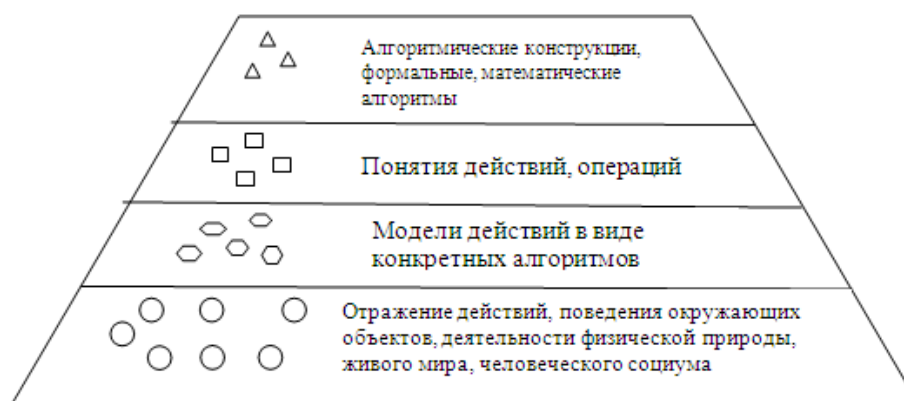 Алгоритмические конструкции,
формальные, математические
алгоритмы
Понятия действий, операций
Модели действий в виде
конкретных алгоритмов
Отражение действий, поведения окружающих
объектов, деятельности физической природы,
живого мира, человеческого социума